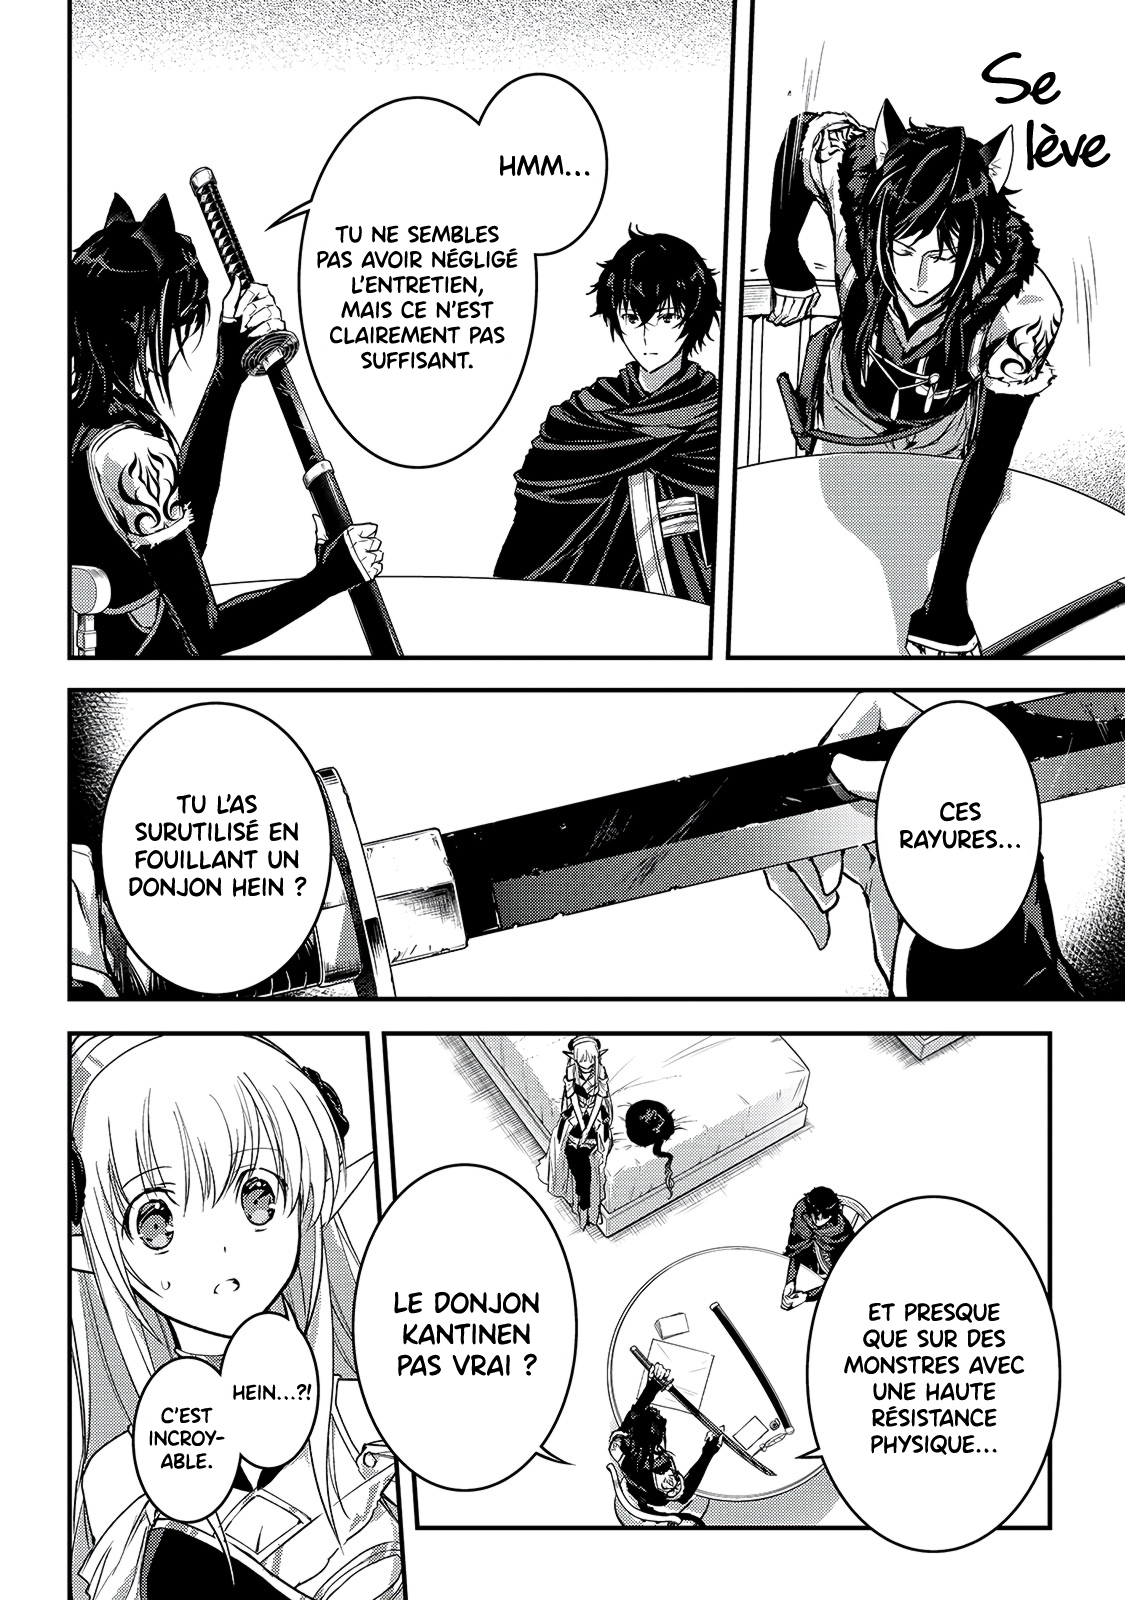 Se
lève
HMM...
TU NE SEMBLES
PAS AVOIR NÉGLIGÉ
L'ENTRETIEN,
MAIS CE N'EST
CLAIREMENT PAS
SUFFISANT.
CES
RAYURES...
TU L'AS
SURUTILISÉ EN
FOUILLANT UN
DONJON HEIN ?
ET PRESQUE
QUE SUR DES
MONSTRES AVEC
UNE HAUTE
RÉSISTANCE
PHYSIQUE...
LE DONJON
KANTINEN
PAS VRAI ?
HEIN...?!
C'EST
INCROY-
ABLE.